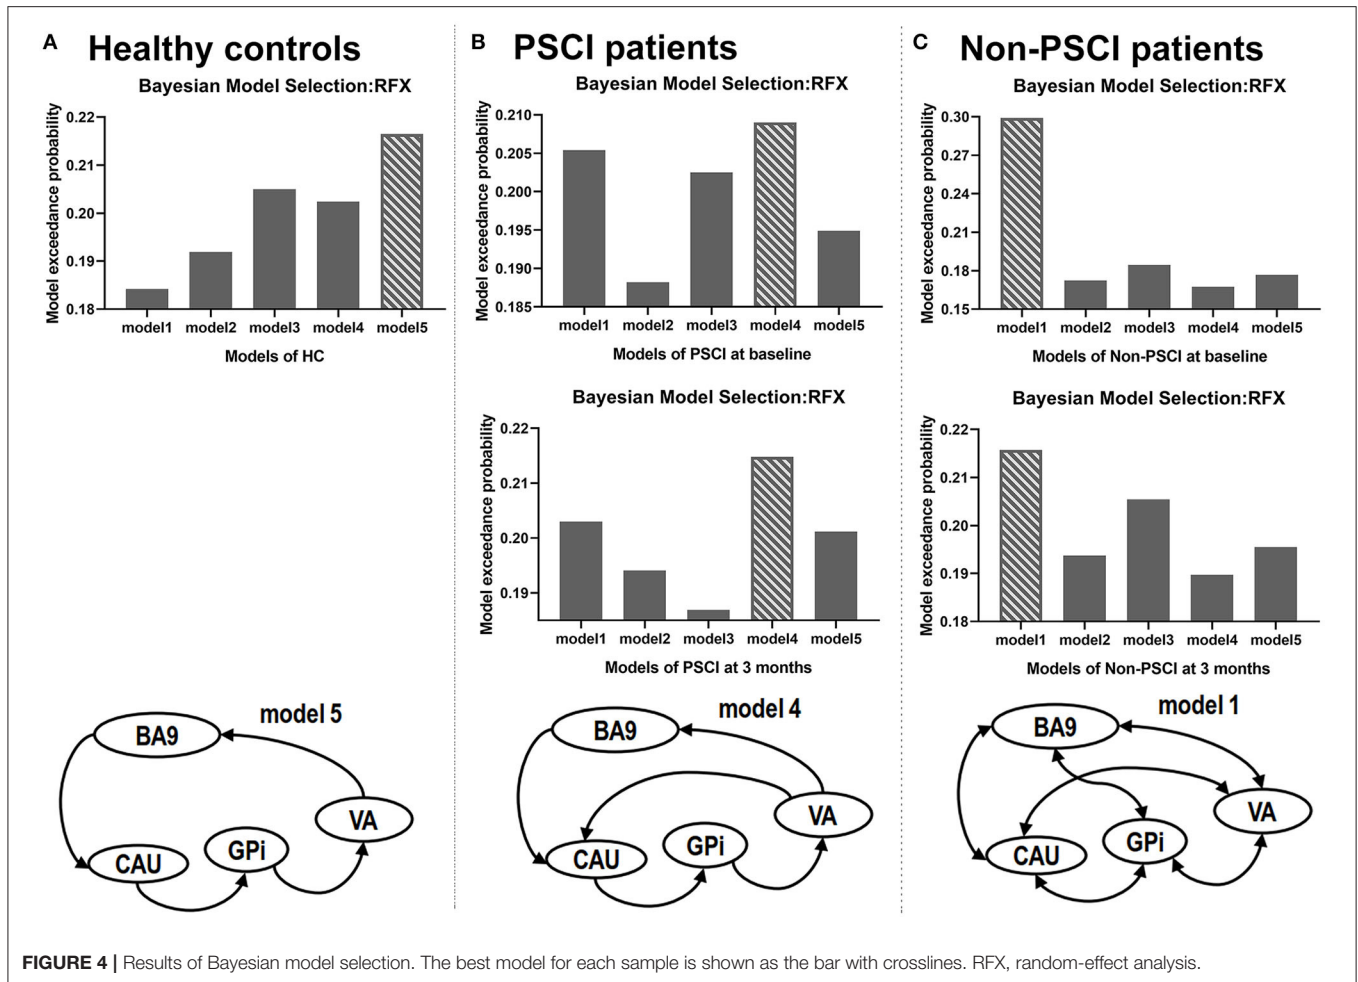 A Healthy controls
Bayesian Model Selection:RFX
Model exceedance probability
0.22
0.21
0.20
0.19
0.18
model1 model2 model3 model4 model5
Models of HC
model 5
BA9
VA
GPi
CAU
B PSCI patients
Bayesian Model Selection:RFX
Model exceedance probability
0.210
0.205
0.200
0.195
0.190
0.185
model1 model2 model3 model4 model5
Models of PSCI at baseline
Bayesian Model Selection:RFX
Model exceedance probability
0.22
0.21
0.20
0.19
model1 model2 model3 model4 model5
Models of PSCI at 3 months
model 4
BA9
VA
GPi
CAU
C Non-PSCI patients
Bayesian Model Selection:RFX
Model exceedance probability
0.30
0.27
0.24
0.21
0.18
0.15
model1 model2 model3 model4 model5
Models of Non-PSCI at baseline
Bayesian Model Selection:RFX
Model exceedance probability
0.22
0.21
0.20
0.19
0.18
model1 model2 model3 model4 model5
Models of Non-PSCI at 3 months
model 1
BA9
VA
GPi
CAU
FIGURE 4 | Results of Bayesian model selection. The best model for each sample is shown as the bar with crosslines. RFX, random-effect analysis.